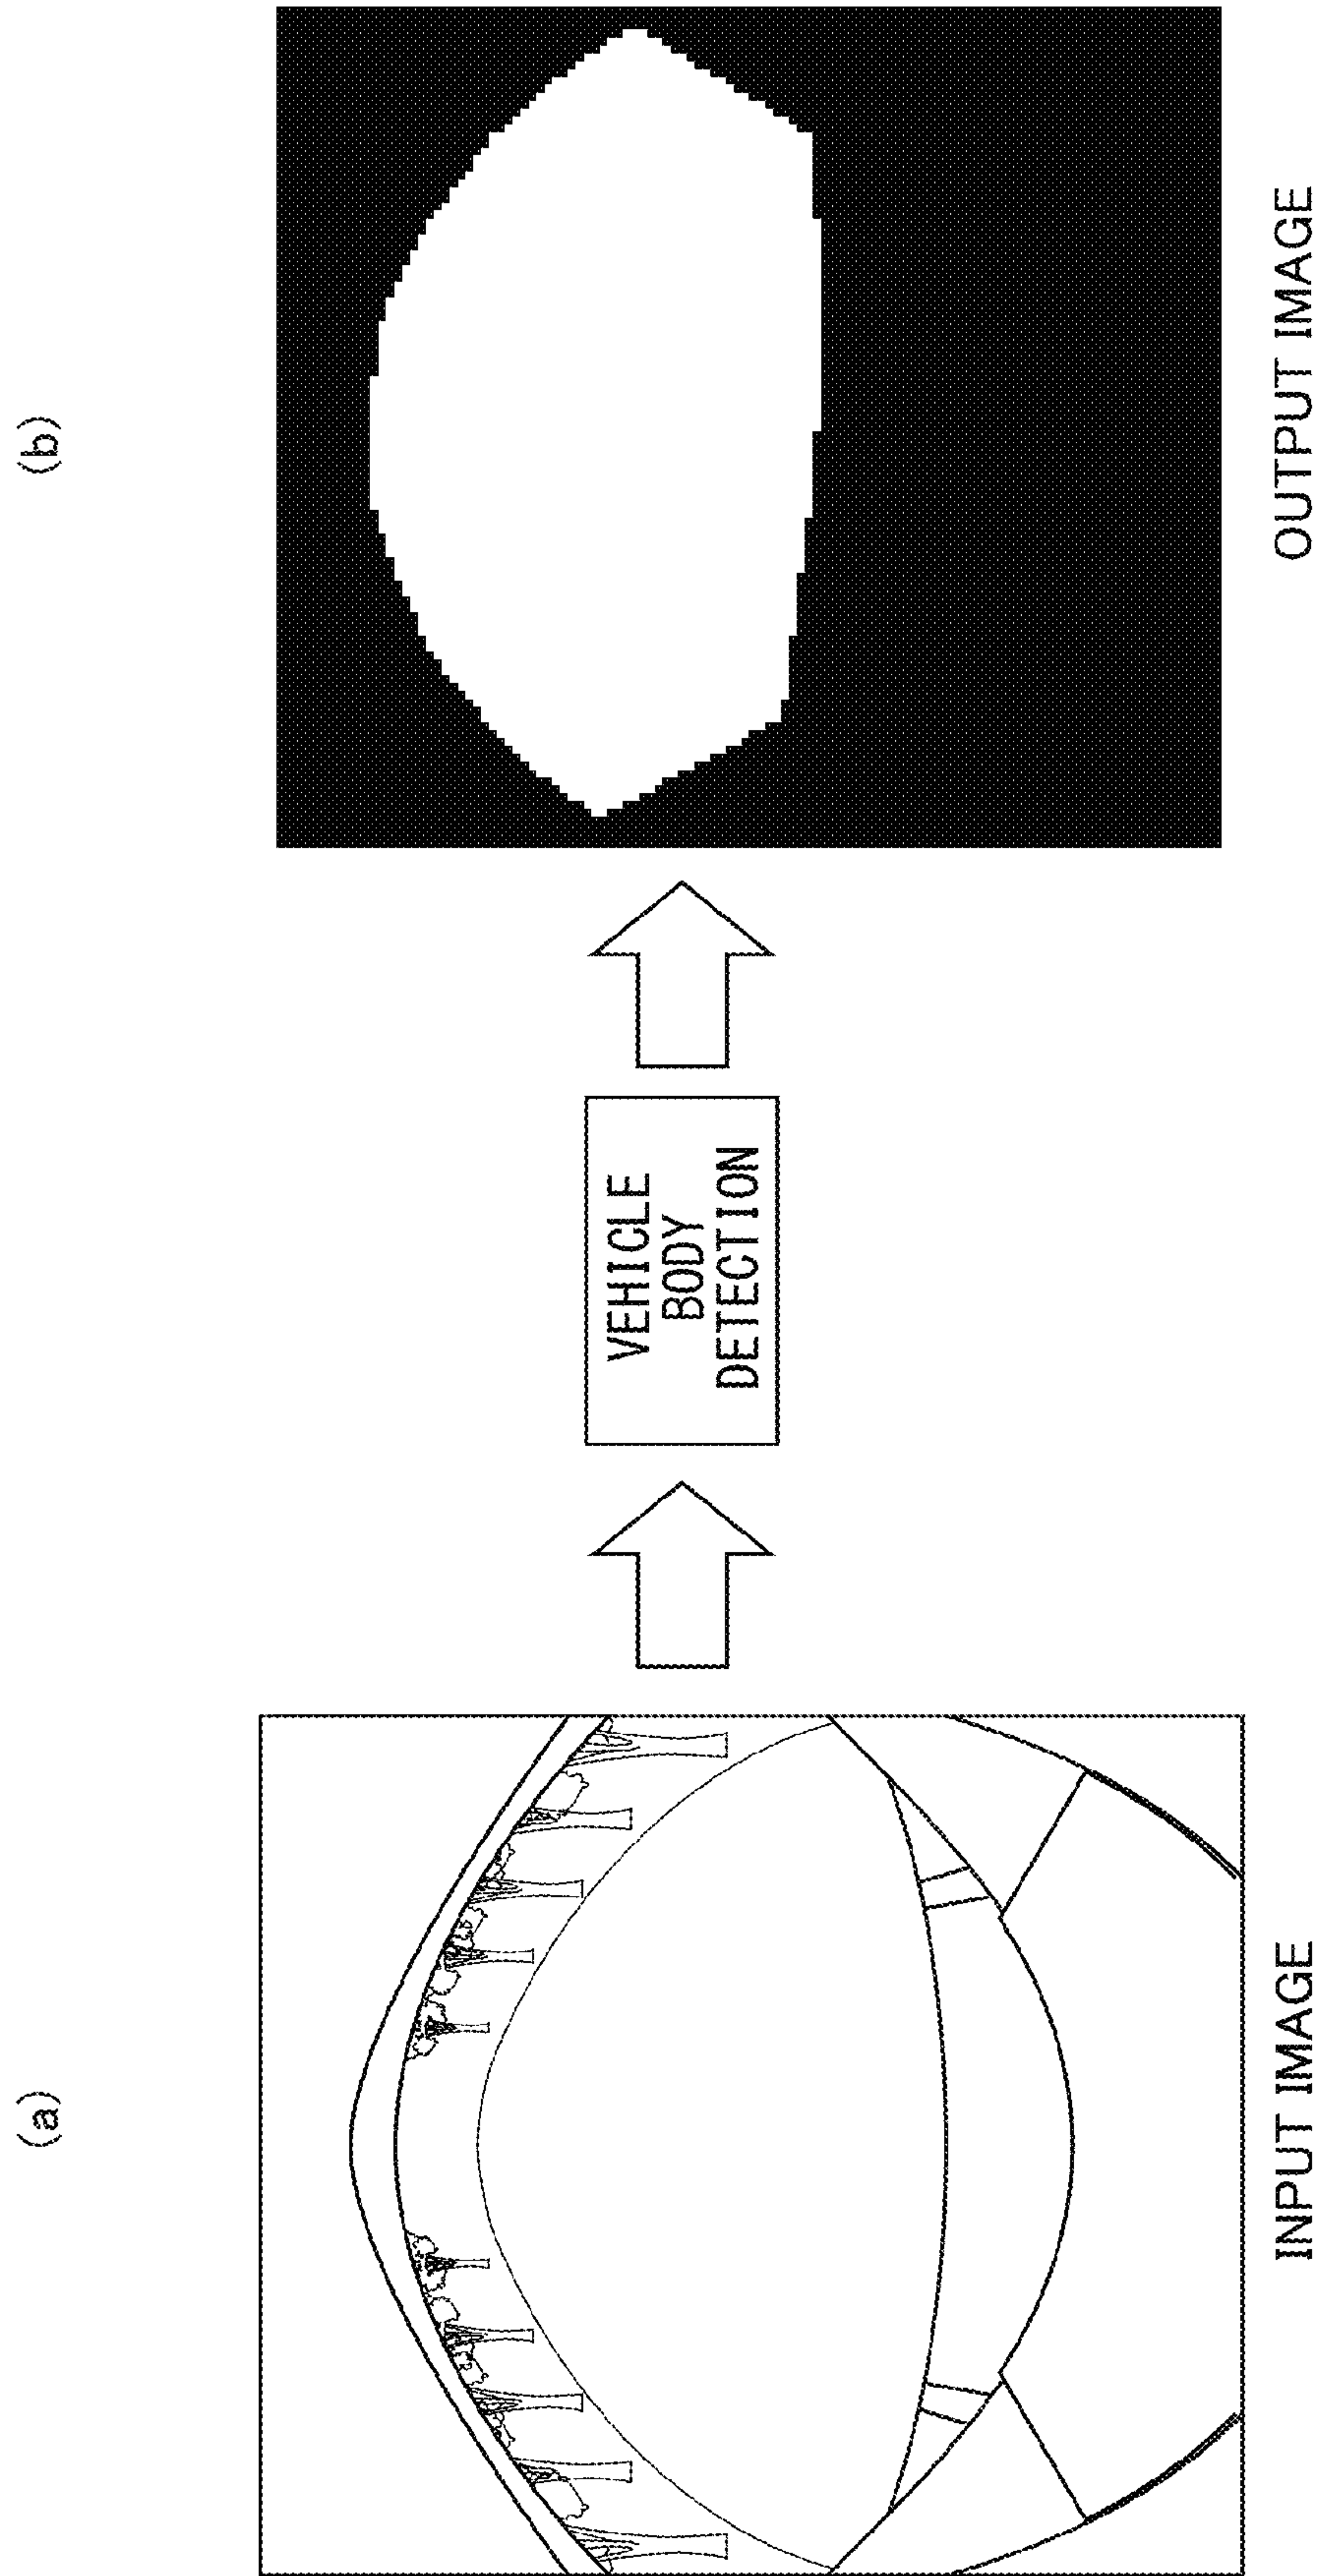 (a)
(b)
VEHICLE
BODY
DETECTION
INPUT IMAGE
OUTPUT IMAGE